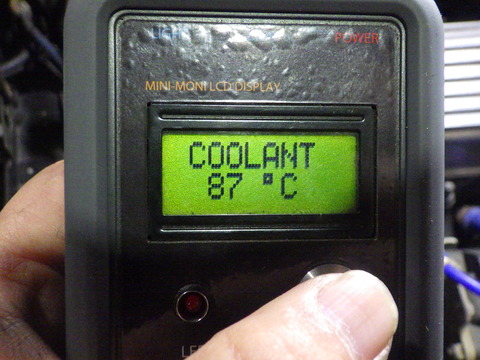 POWER
MINI-MONI LCD DISPLAY
COOLANT
87 °C